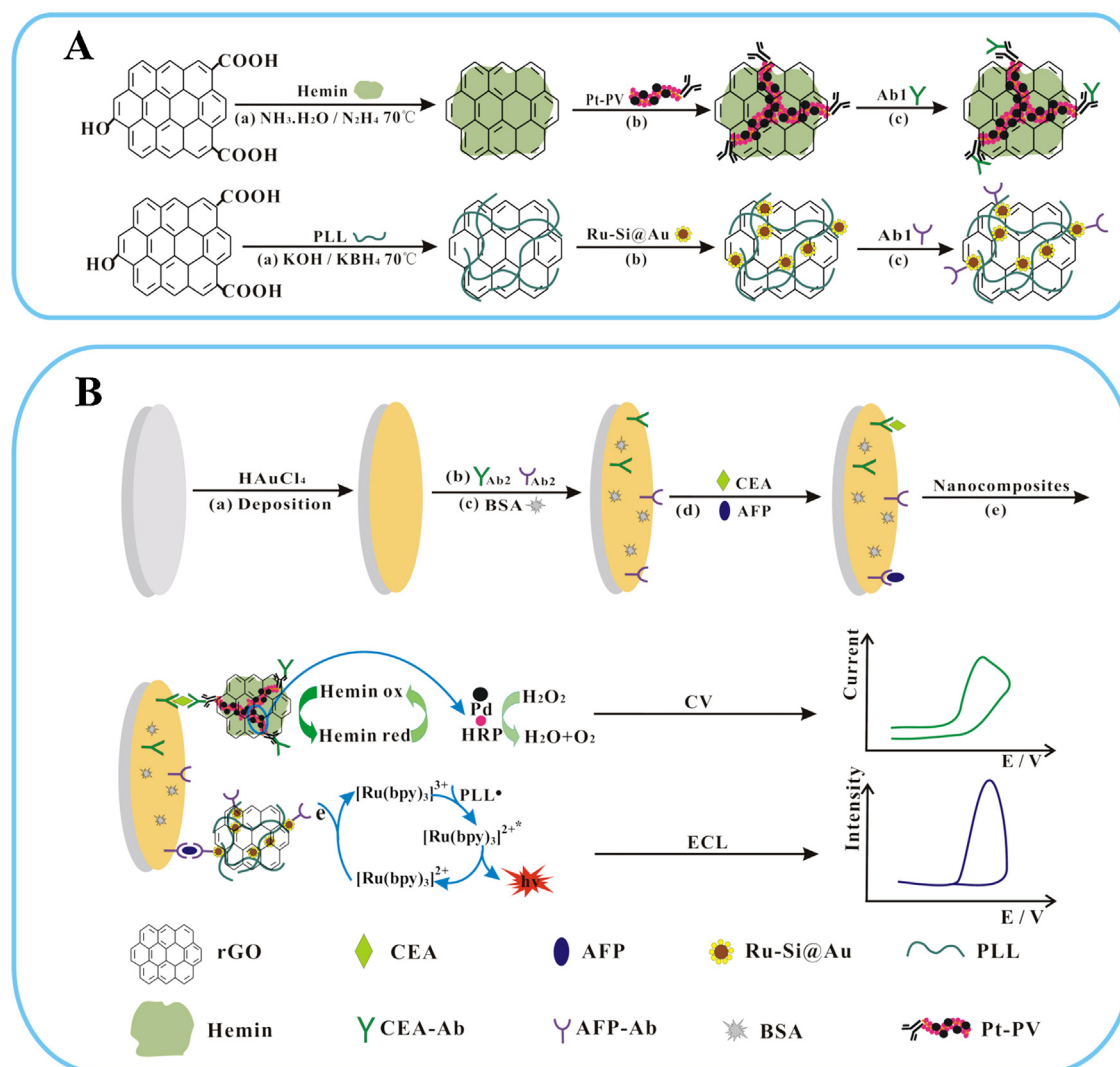 A
COOH
HO
COOH
Hemin
(a) NH₃.H₂O / N₂H₄ 70℃
Pt-PV
(b)
Ab1
(c)
COOH
HO
COOH
PLL
(a) KOH / KBH₄ 70℃
Ru-Si@Au
(b)
Ab1
(c)
B
HAuCl₄
(a) Deposition
(b) Ab2 Ab2
(c) BSA
CEA
(d) AFP
Nanocomposites
(e)
Hemin ox
Hemin red
Pd
HRP
H₂O₂
H₂O+O₂
CV
Current
E / V
e
[Ru(bpy)₃]³⁺
PLL•
[Ru(bpy)₃]²⁺*
[Ru(bpy)₃]²⁺
hν
ECL
Intensity
E / V
rGO
CEA
AFP
Ru-Si@Au
PLL
Hemin
CEA-Ab
AFP-Ab
BSA
Pt-PV